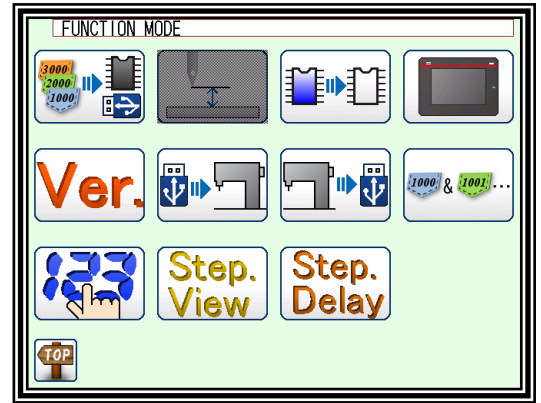 FUNCTION MODE
3000
2000
1000
Ver.
1000 & 1001...
123
Step.
View
Step.
Delay
TOP